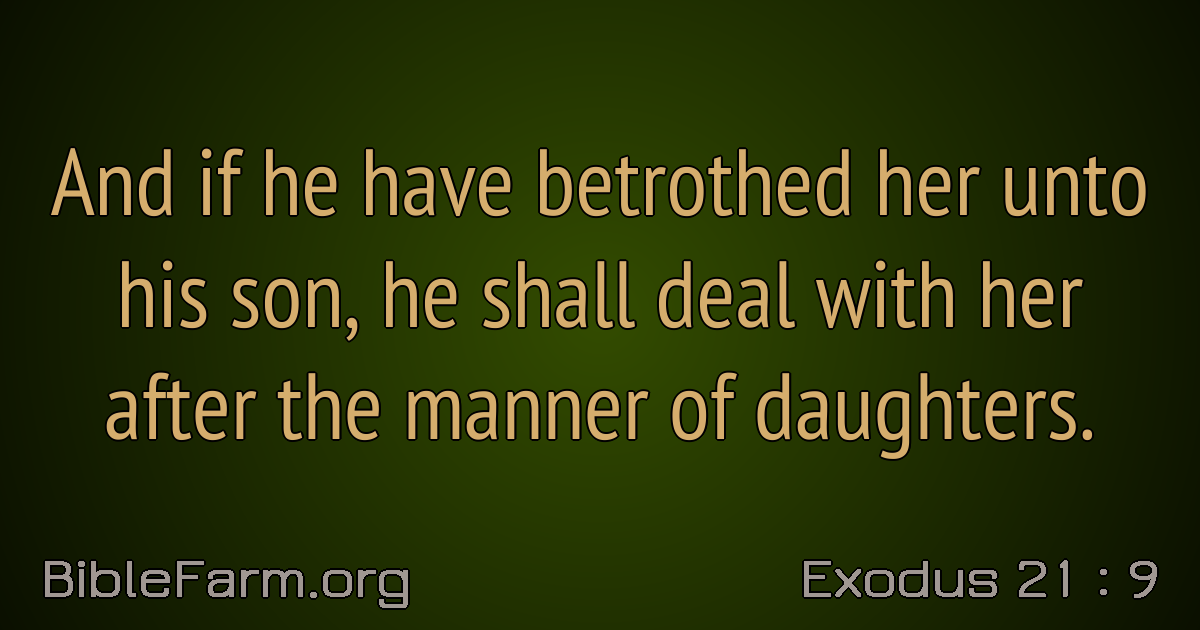 And if he have betrothed her unto
his son, he shall deal with her
after the manner of daughters.
BibleFarm.org
Exodus 21 : 9